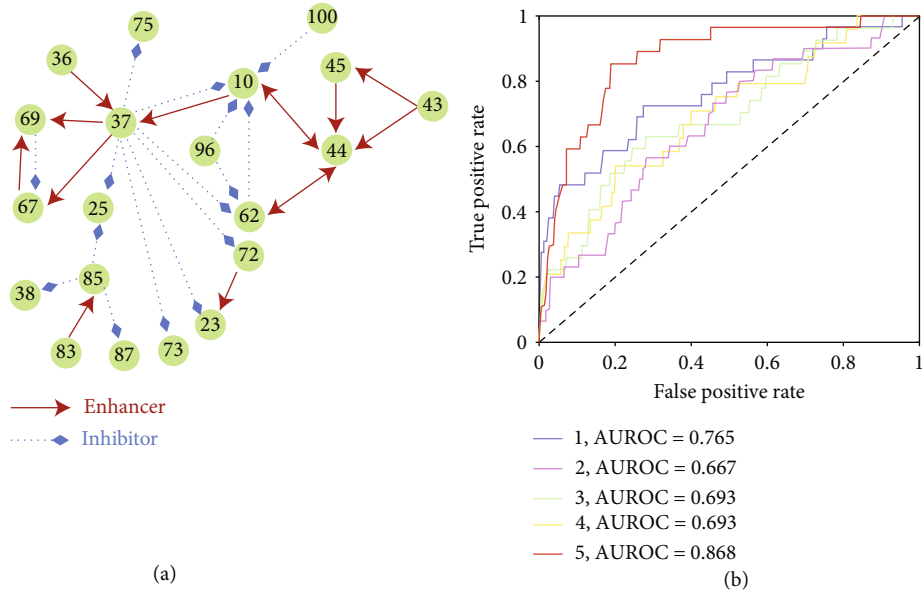 100
75
36
45
10
43
69
37
96
44
67
25
62
72
38
85
23
83
87
73
Enhancer
Inhibitor
(a)
1
0.8
0.6
0.4
0.2
0
True positive rate
0 0.2 0.4 0.6 0.8 1
False positive rate
1, AUROC = 0.765
2, AUROC = 0.667
3, AUROC = 0.693
4, AUROC = 0.693
5, AUROC = 0.868
(b)